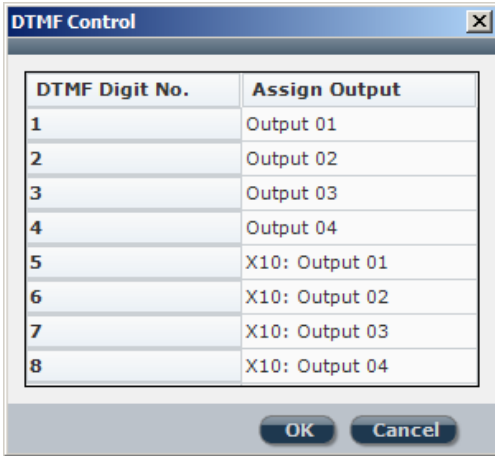 DTMF Control
DTMF Digit No. Assign Output
1 Output 01
2 Output 02
3 Output 03
4 Output 04
5 X10: Output 01
6 X10: Output 02
7 X10: Output 03
8 X10: Output 04
OK Cancel